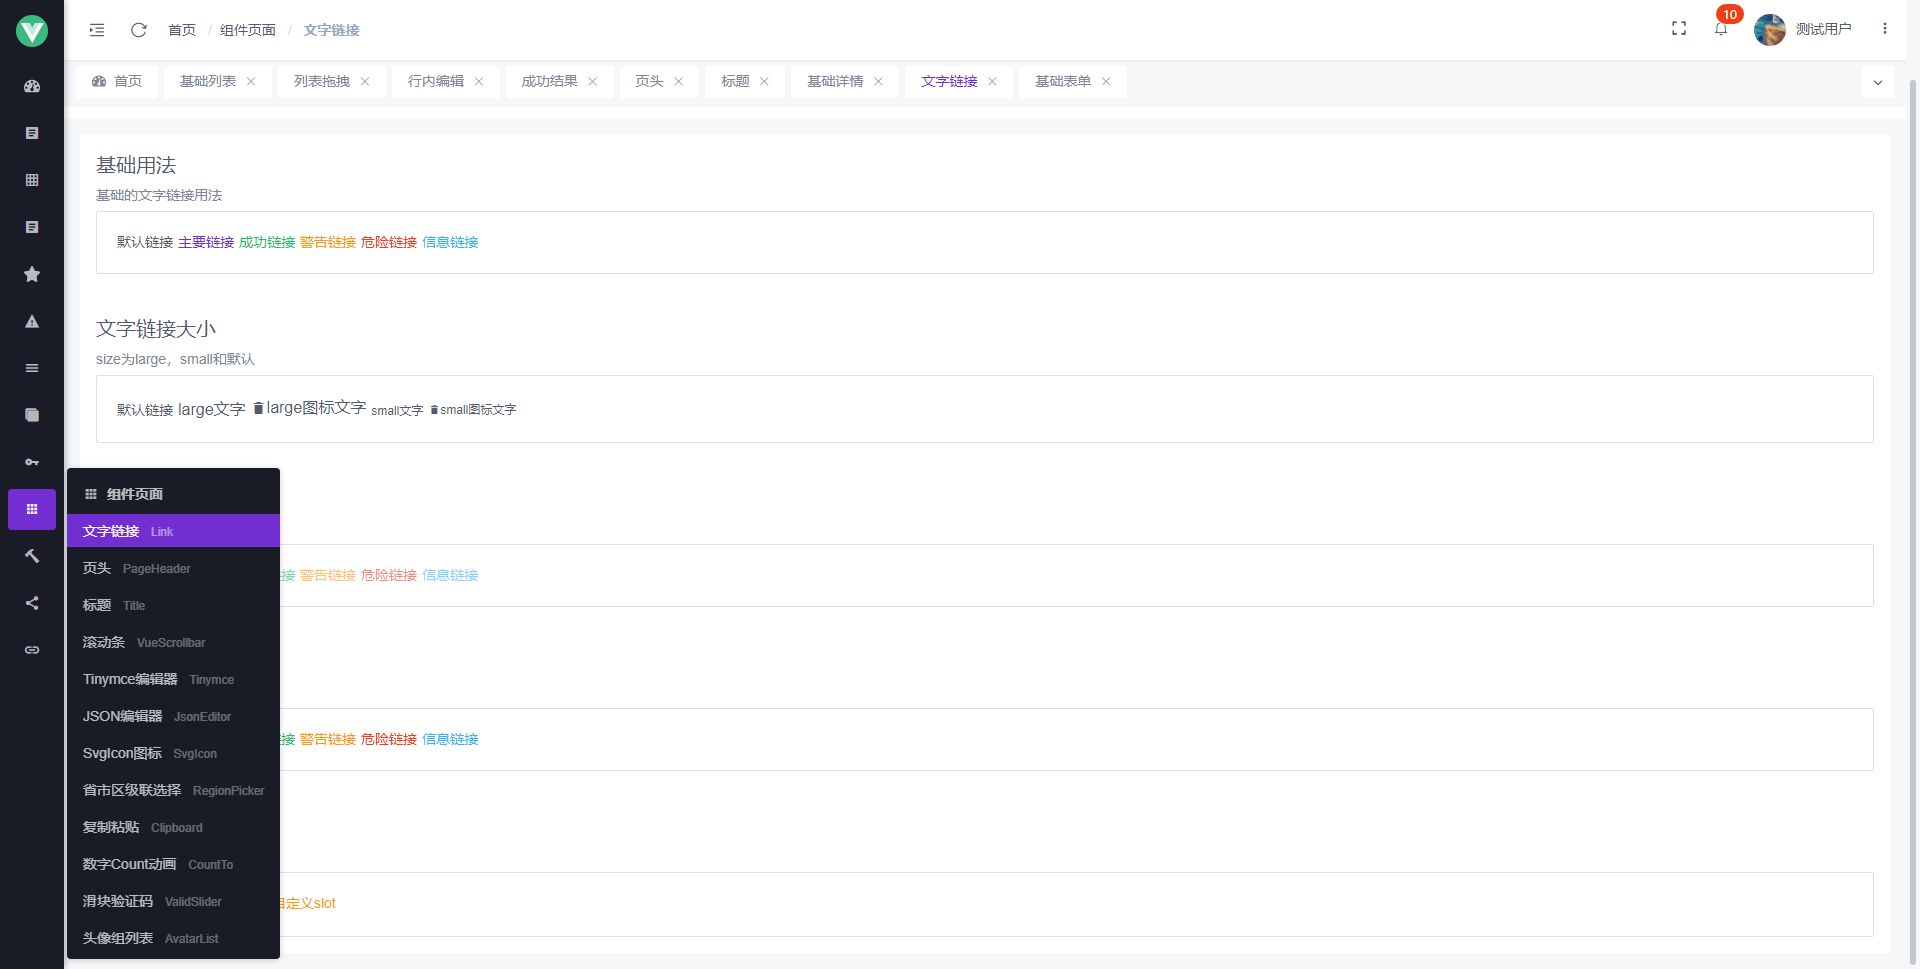 首页 / 组件页面 / 文字链接
10
测试用户
首页 基础列表 列表拖拽 行内编辑 成功结果 页头 标题 基础详情 文字链接 基础表单
基础用法
基础的文字链接用法
默认链接 主要链接 成功链接 警告链接 危险链接 信息链接
文字链接大小
size为large，small和默认
默认链接 large文字 large图标文字 small文字 small图标文字
组件页面
文字链接 Link
页头 PageHeader
接 警告链接 危险链接 信息链接
标题 Title
滚动条 VueScrollbar
Tinymce编辑器 Tinymce
JSON编辑器 JsonEditor
接 警告链接 危险链接 信息链接
SvgIcon图标 SvgIcon
省市区级联选择 RegionPicker
复制粘贴 Clipboard
数字Count动画 CountTo
滑块验证码 ValidSlider
定义slot
头像组列表 AvatarList